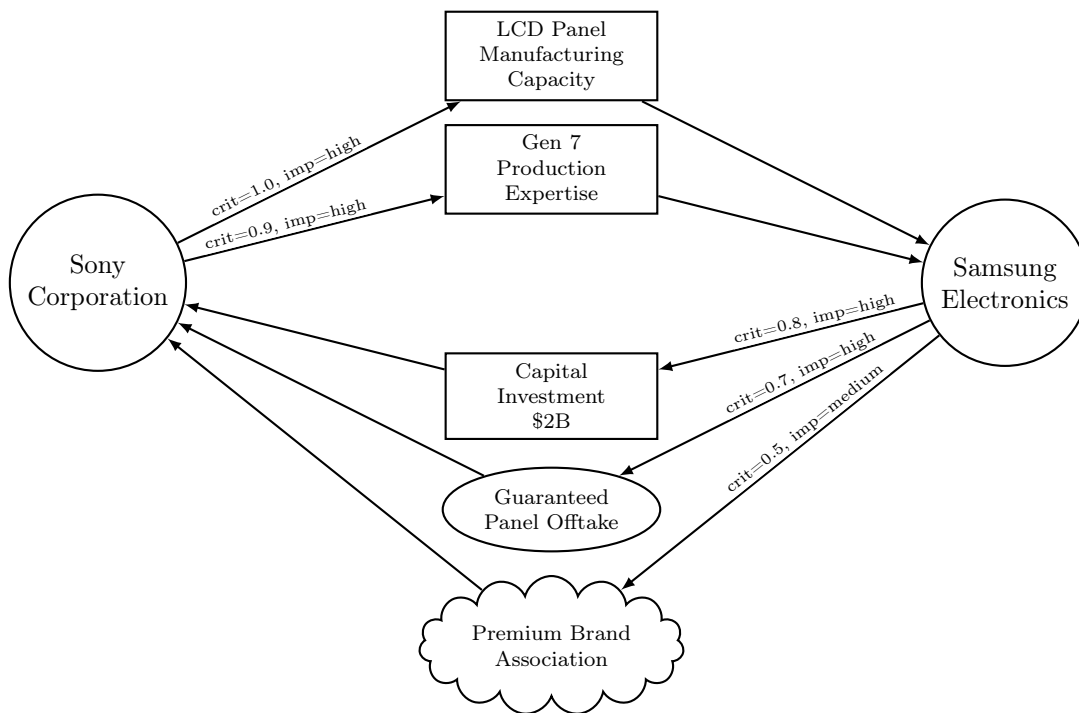 LCD Panel
Manufacturing
Capacity
crit=1.0, imp=high
Gen 7
Production
Expertise
crit=0.9, imp=high
Sony
Corporation
Samsung
Electronics
crit=0.8, imp=high
Capital
Investment
$2B
crit=0.7, imp=high
crit=0.5, imp=medium
Guaranteed
Panel Offtake
Premium Brand
Association